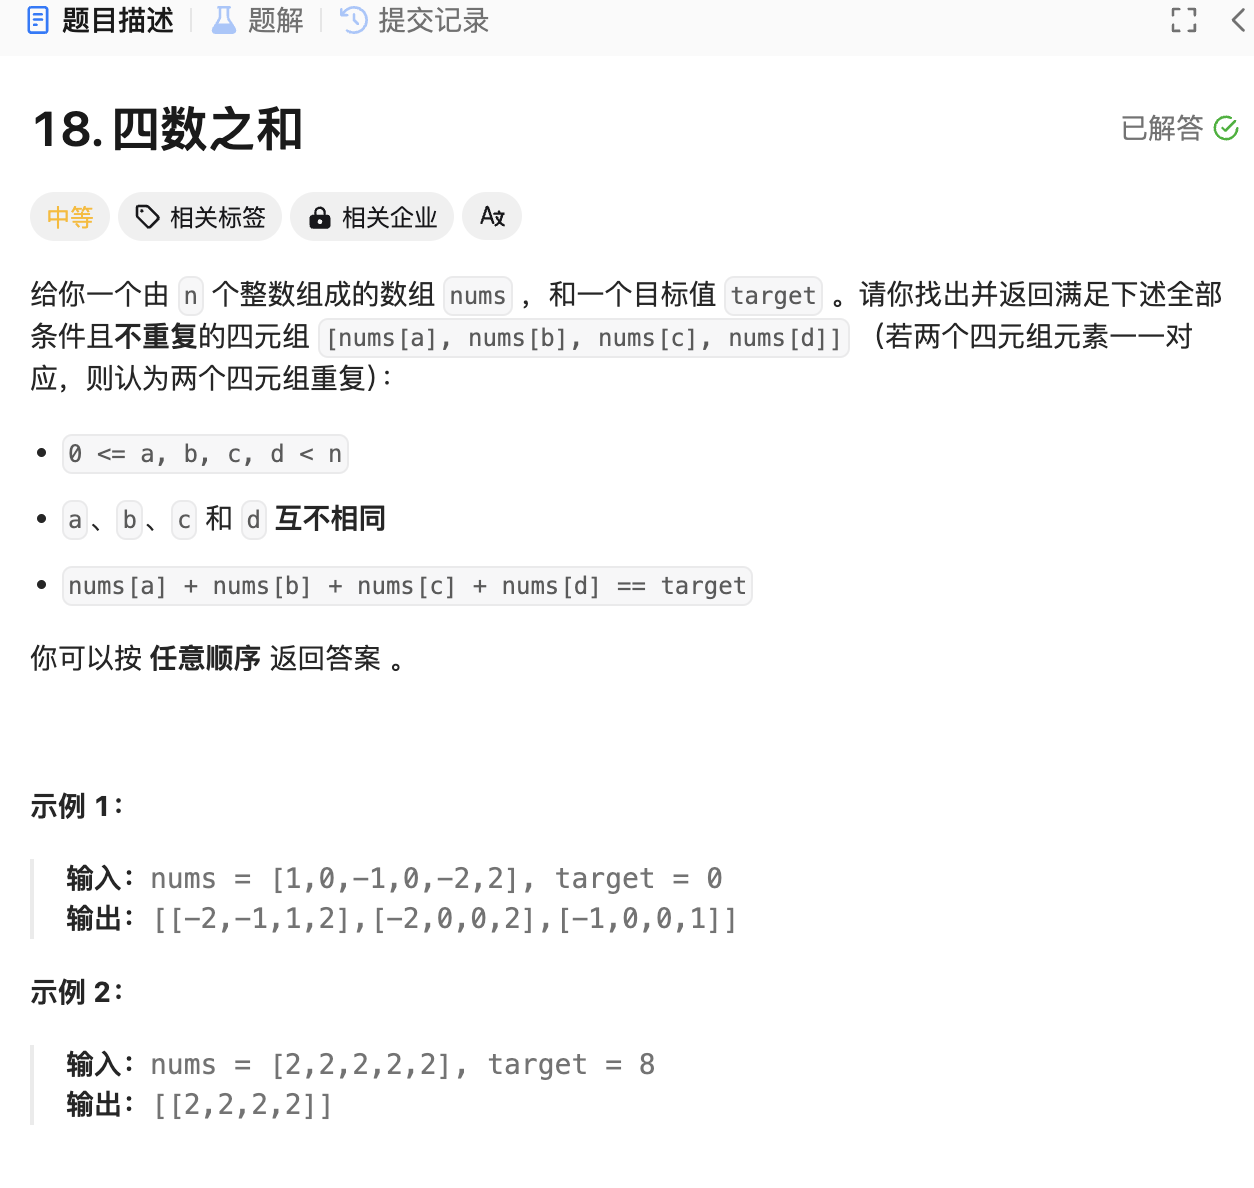 题目描述 | 题解 | 提交记录
18. 四数之和
已解答
中等 相关标签 相关企业 A文
给你一个由 n 个整数组成的数组 nums ，和一个目标值 target 。请你找出并返回满足下述全部
条件且不重复的四元组 [nums[a], nums[b], nums[c], nums[d]] （若两个四元组元素一一对
应，则认为两个四元组重复）：
• 0 <= a, b, c, d < n
• a、b、c 和 d 互不相同
• nums[a] + nums[b] + nums[c] + nums[d] == target
你可以按 任意顺序 返回答案 。
示例 1：
输入：nums = [1,0,-1,0,-2,2], target = 0
输出：[[-2,-1,1,2],[-2,0,0,2],[-1,0,0,1]]
示例 2：
输入：nums = [2,2,2,2,2], target = 8
输出：[[2,2,2,2]]